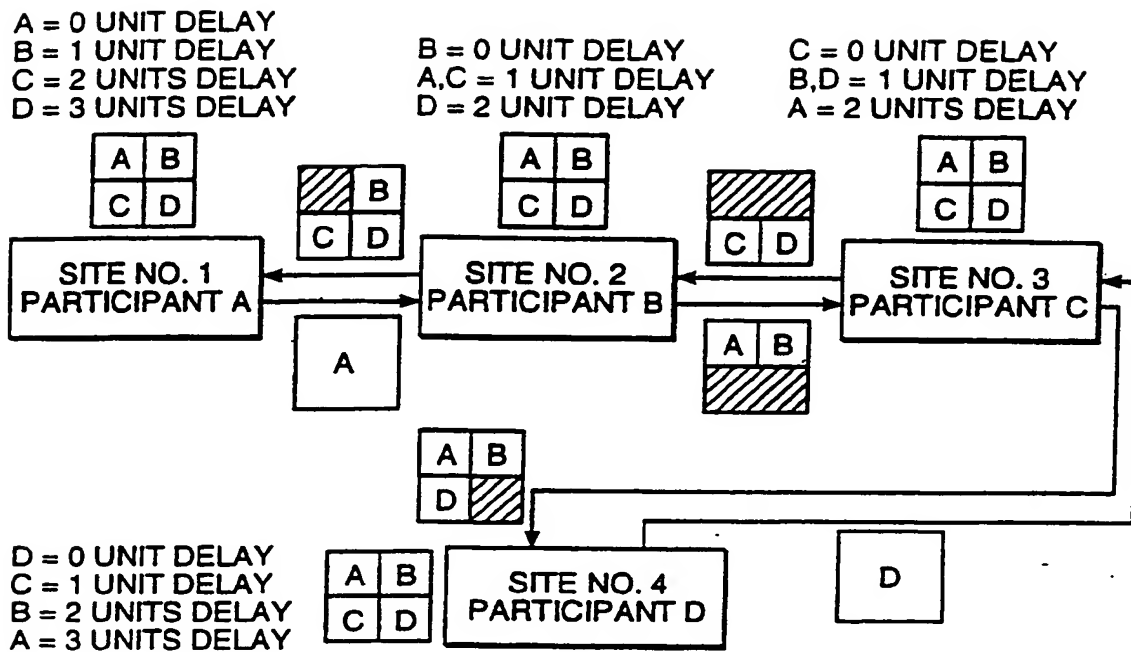 A = 0 UNIT DELAY
B = 1 UNIT DELAY
C = 2 UNITS DELAY
D = 3 UNITS DELAY
B = 0 UNIT DELAY
A,C = 1 UNIT DELAY
D = 2 UNIT DELAY
C = 0 UNIT DELAY
B,D = 1 UNIT DELAY
A = 2 UNITS DELAY
A B
C D
B
C D
A B
C D
C D
A B
C D
SITE NO. 1
PARTICIPANT A
SITE NO. 2
PARTICIPANT B
SITE NO. 3
PARTICIPANT C
A
A B
A B
D
D = 0 UNIT DELAY
C = 1 UNIT DELAY
B = 2 UNITS DELAY
A = 3 UNITS DELAY
A B
C D
SITE NO. 4
PARTICIPANT D
D